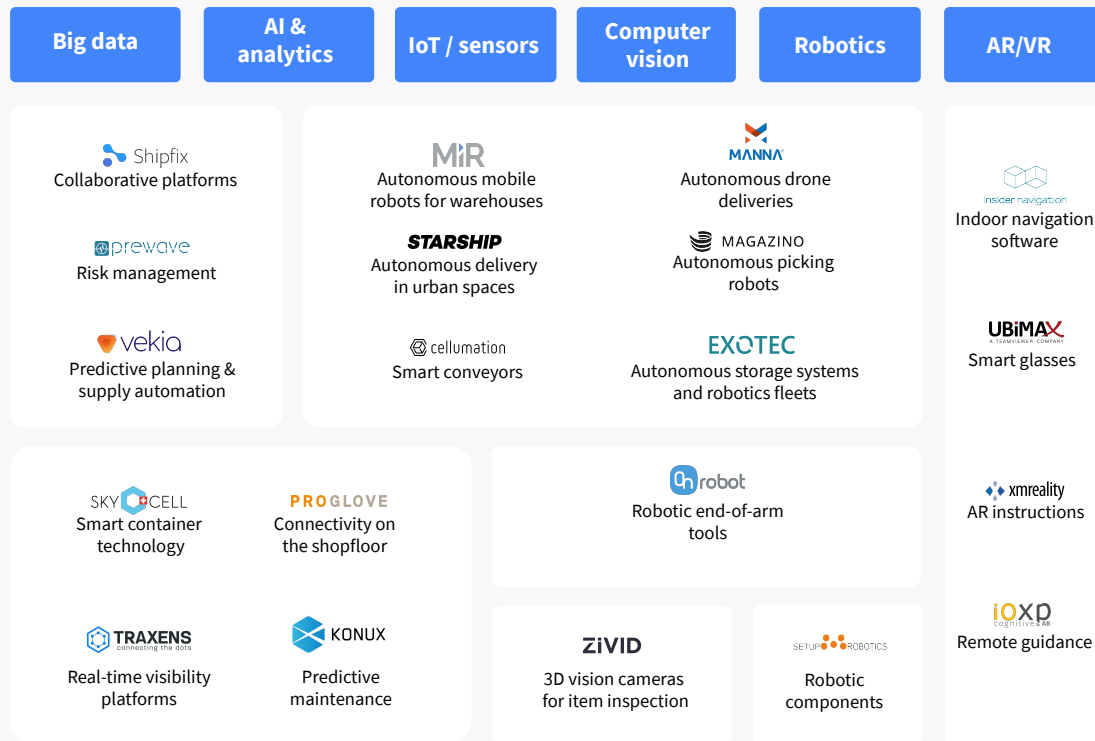 Big data
AI &
analytics
IoT / sensors
Computer
vision
Robotics
AR/VR
Shipfix
Collaborative platforms
prewave
Risk management
vekia
Predictive planning &
supply automation
MiR
Autonomous mobile
robots for warehouses
STARSHIP
Autonomous delivery
in urban spaces
cellumation
Smart conveyors
MANNA
Autonomous drone
deliveries
MAGAZINO
Autonomous picking
robots
EXOTEC
Autonomous storage systems
and robotics fleets
insider navigation
Indoor navigation
software
UBiMAX
A TEAMVIEWER COMPANY
Smart glasses
xmreality
AR instructions
ioxp
cognitive & AR
Remote guidance
SKYCELL
Smart container
technology
PROGLOVE
Connectivity on
the shopfloor
TRAXENS
connecting the dots
Real-time visibility
platforms
KONUX
Predictive
maintenance
On robot
Robotic end-of-arm
tools
ZiVID
3D vision cameras
for item inspection
SETUP ROBOTICS
Robotic
components